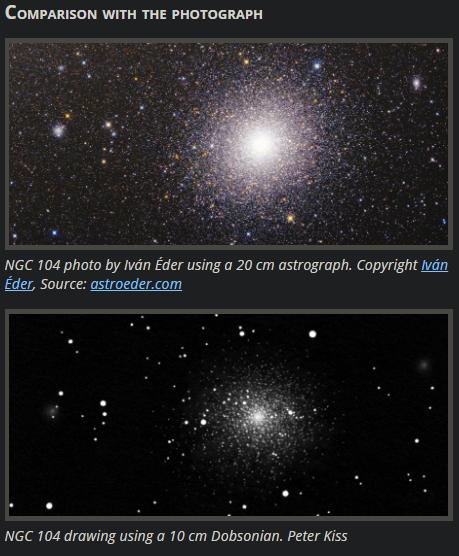 Comparison with the photograph
NGC 104 photo by Iván Éder using a 20 cm astrograph. Copyright Iván
Éder, Source: astroeder.com
NGC 104 drawing using a 10 cm Dobsonian. Peter Kiss